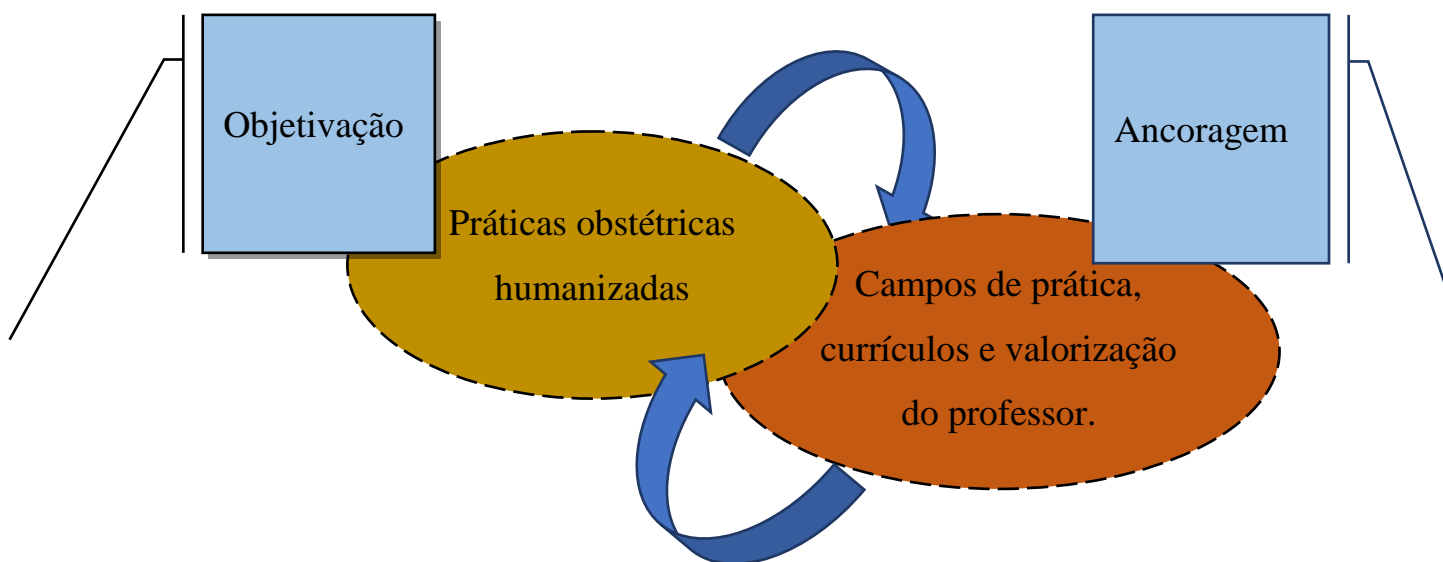 Objetivação
Ancoragem
Práticas obstétricas
humanizadas
Campos de prática,
currículos e valorização
do professor.